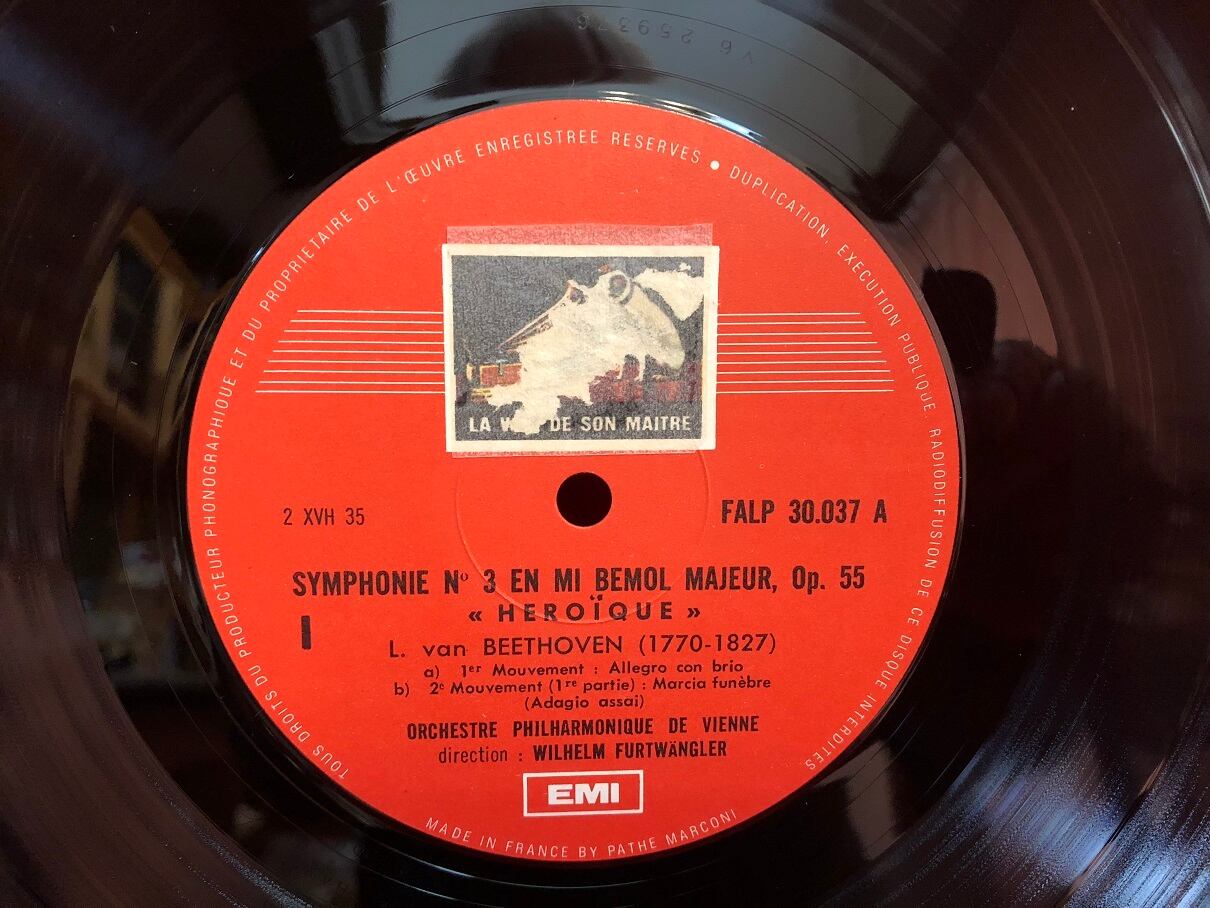 V 6 259376
TOUS DROITS DU PRODUCTEUR PHONOGRAPHIQUE ET DU PROPRIETAIRE DE L'ŒUVRE ENREGISTREE RESERVES • DUPLICATION, EXECUTION PUBLIQUE, RADIODIFFUSION DE CE DISQUE INTERDITES
LA DE SON MAITRE
2 XVH 35
FALP 30.037 A
SYMPHONIE No 3 EN MI BEMOL MAJEUR, Op. 55
« HEROÏQUE »
I
L. van BEETHOVEN (1770-1827)
a) 1er Mouvement : Allegro con brio
b) 2e Mouvement (1re partie) : Marcia funèbre
(Adagio assai)
ORCHESTRE PHILHARMONIQUE DE VIENNE
direction : WILHELM FURTWÄNGLER
EMI
MADE IN FRANCE BY PATHE MARCONI